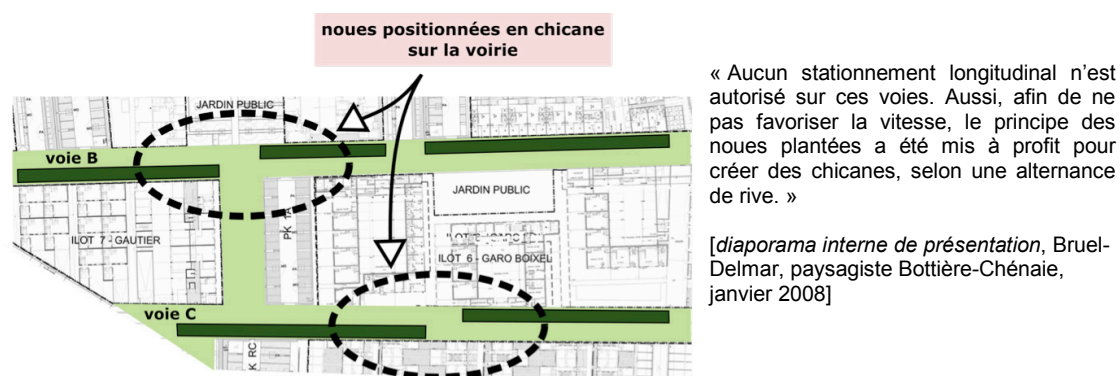 noues positionnées en chicane
sur la voirie
JARDIN PUBLIC
voie B
JARDIN PUBLIC
ILOT 7 - GAUTIER
ILOT 6 - GARO BOIXEL
voie C
« Aucun stationnement longitudinal n'est
autorisé sur ces voies. Aussi, afin de ne
pas favoriser la vitesse, le principe des
noues plantées a été mis à profit pour
créer des chicanes, selon une alternance
de rive. »
[diaporama interne de présentation, Bruel-
Delmar, paysagiste Bottière-Chénaie,
janvier 2008]